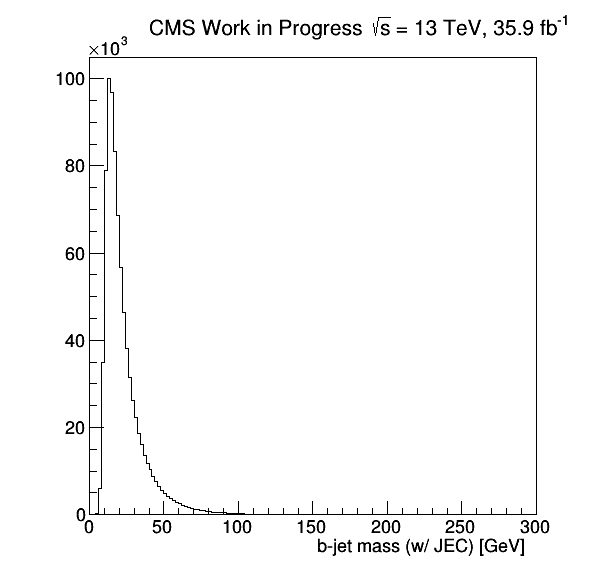 CMS Work in Progress √s = 13 TeV, 35.9 fb⁻¹
×10³
100
80
60
40
20
0
0 50 100 150 200 250 300
b-jet mass (w/ JEC) [GeV]